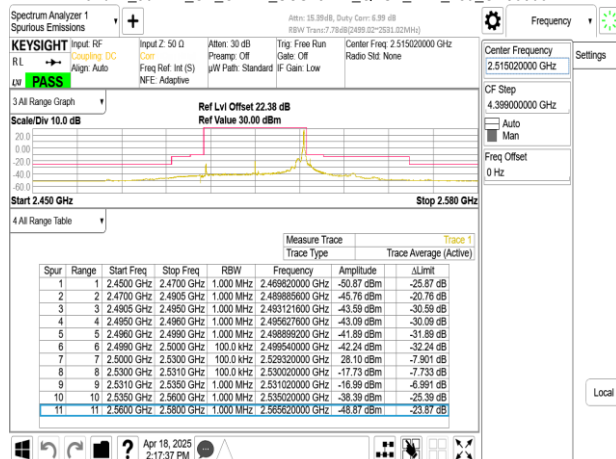 Spectrum Analyzer 1
Spurious Emissions
Attn: 15.39dB, Duty Corr: 6.99 dB
RBW Trans:7.78dB(2499.02~2531.02MHz)
Frequency
KEYSIGHT
RL
PASS
Input: RF
Coupling: DC
Align: Auto
Input Z: 50 Ω
Corr
Freq Ref: Int (S)
NFE: Adaptive
Atten: 30 dB
Preamp: Off
µW Path: Standard
Trig: Free Run
Gate: Off
IF Gain: Low
Center Freq: 2.515020000 GHz
Radio Std: None
Center Frequency
2.515020000 GHz
Settings
CF Step
4.399000000 GHz
Auto
Man
Freq Offset
0 Hz
3 All Range Graph
Scale/Div 10.0 dB
Ref Lvl Offset 22.38 dB
Ref Value 30.00 dBm
20.0
0.00
-20.0
-40.0
-60.0
Start 2.450 GHz
Stop 2.580 GHz
4 All Range Table
Measure Trace Trace 1
Trace Type Trace Average (Active)
Spur Range Start Freq Stop Freq RBW Frequency Amplitude ΔLimit
1 1 2.4500 GHz 2.4700 GHz 1.000 MHz 2.469820000 GHz -50.87 dBm -25.87 dB
2 2 2.4700 GHz 2.4905 GHz 1.000 MHz 2.489885600 GHz -45.76 dBm -20.76 dB
3 3 2.4905 GHz 2.4950 GHz 1.000 MHz 2.493121600 GHz -43.59 dBm -30.59 dB
4 4 2.4950 GHz 2.4960 GHz 1.000 MHz 2.495627600 GHz -43.09 dBm -30.09 dB
5 5 2.4960 GHz 2.4990 GHz 1.000 MHz 2.498899200 GHz -41.89 dBm -31.89 dB
6 6 2.4990 GHz 2.5000 GHz 100.0 kHz 2.499540000 GHz -42.24 dBm -32.24 dB
7 7 2.5000 GHz 2.5300 GHz 100.0 kHz 2.529320000 GHz 28.10 dBm -7.901 dB
8 8 2.5300 GHz 2.5310 GHz 100.0 kHz 2.530020000 GHz -17.73 dBm -7.733 dB
9 9 2.5310 GHz 2.5350 GHz 1.000 MHz 2.531020000 GHz -16.99 dBm -6.991 dB
10 10 2.5350 GHz 2.5600 GHz 1.000 MHz 2.535020000 GHz -38.39 dBm -25.39 dB
11 11 2.5600 GHz 2.5800 GHz 1.000 MHz 2.565620000 GHz -48.87 dBm -23.87 dB
Local
Apr 18, 2025
2:17:37 PM